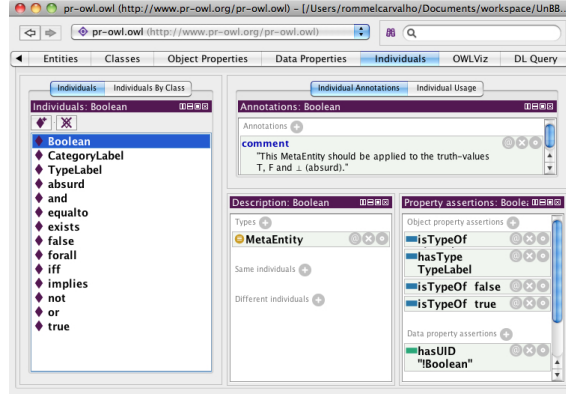 pr-owl.owl (http://www.pr-owl.org/pr-owl.owl) – [/Users/rommelcarvalho/Documents/workspace/UnBB...
pr-owl.owl (http://www.pr-owl.org/pr-owl.owl)
Entities Classes Object Properties Data Properties Individuals OWLViz DL Query
Individuals Individuals By Class
Individuals: Boolean
Boolean
CategoryLabel
TypeLabel
absurd
and
equalto
exists
false
forall
iff
implies
not
or
true
Individual Annotations Individual Usage
Annotations: Boolean
Annotations
comment
"This MetaEntity should be applied to the truth-values
T, F and ⊥ (absurd)."
Description: Boolean
Types
MetaEntity
Same individuals
Different individuals
Property assertions: Boole
Object property assertions
isTypeOf
hasType
TypeLabel
isTypeOf false
isTypeOf true
Data property assertions
hasUID
"!Boolean"